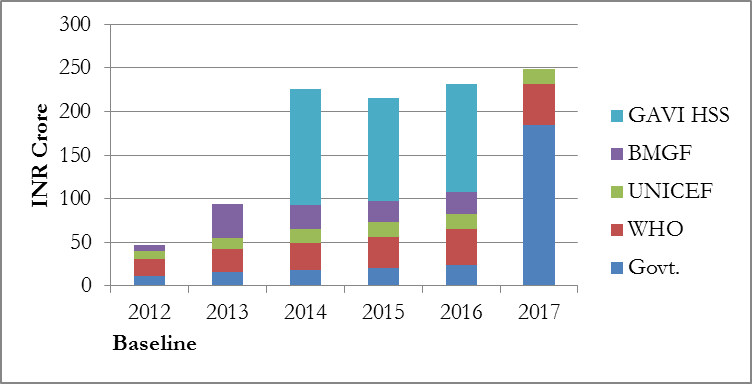 300
250
200
150
100
50
0
INR Crore
2012 2013 2014 2015 2016 2017
Baseline
GAVI HSS
BMGF
UNICEF
WHO
Govt.